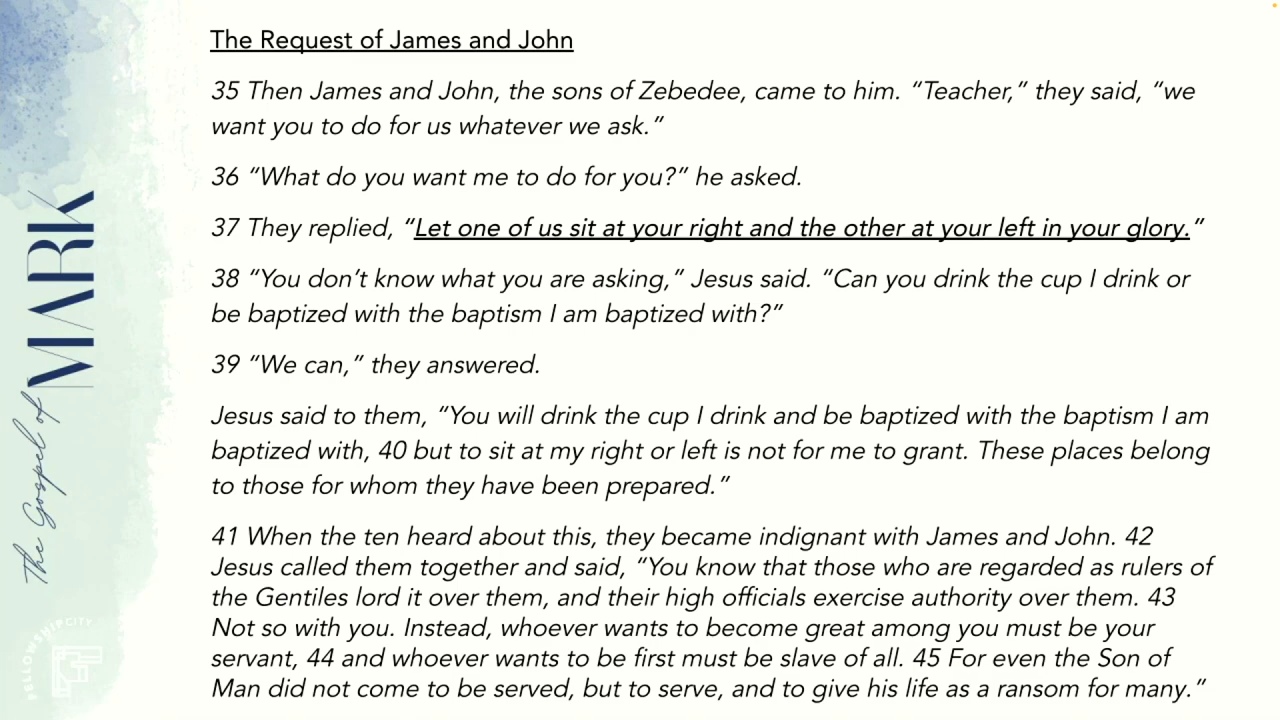 The Request of James and John
35 Then James and John, the sons of Zebedee, came to him. “Teacher,” they said, “we
want you to do for us whatever we ask.”
36 “What do you want me to do for you?” he asked.
37 They replied, “Let one of us sit at your right and the other at your left in your glory.”
38 “You don’t know what you are asking,” Jesus said. “Can you drink the cup I drink or
be baptized with the baptism I am baptized with?”
39 “We can,” they answered.
Jesus said to them, “You will drink the cup I drink and be baptized with the baptism I am
baptized with, 40 but to sit at my right or left is not for me to grant. These places belong
to those for whom they have been prepared.”
41 When the ten heard about this, they became indignant with James and John. 42
Jesus called them together and said, “You know that those who are regarded as rulers of
the Gentiles lord it over them, and their high officials exercise authority over them. 43
Not so with you. Instead, whoever wants to become great among you must be your
servant, 44 and whoever wants to be first must be slave of all. 45 For even the Son of
Man did not come to be served, but to serve, and to give his life as a ransom for many.”
The Gospel of
MARK
FELLOWSHIPCITY